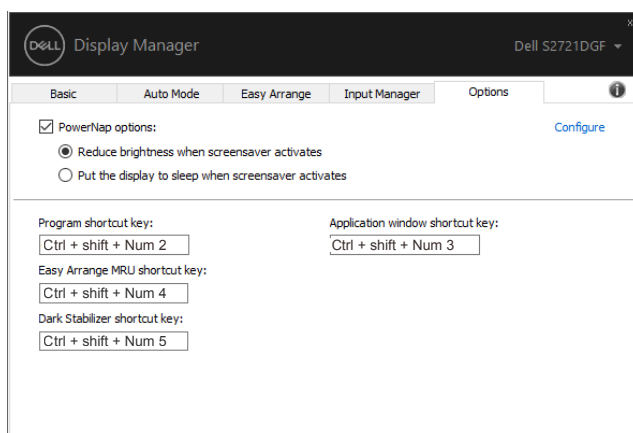 DELL Display Manager Dell S2721DGF
Basic Auto Mode Easy Arrange Input Manager Options
PowerNap options: Configure
Reduce brightness when screensaver activates
Put the display to sleep when screensaver activates
Program shortcut key: Application window shortcut key:
Ctrl + shift + Num 2 Ctrl + shift + Num 3
Easy Arrange MRU shortcut key:
Ctrl + shift + Num 4
Dark Stabilizer shortcut key:
Ctrl + shift + Num 5